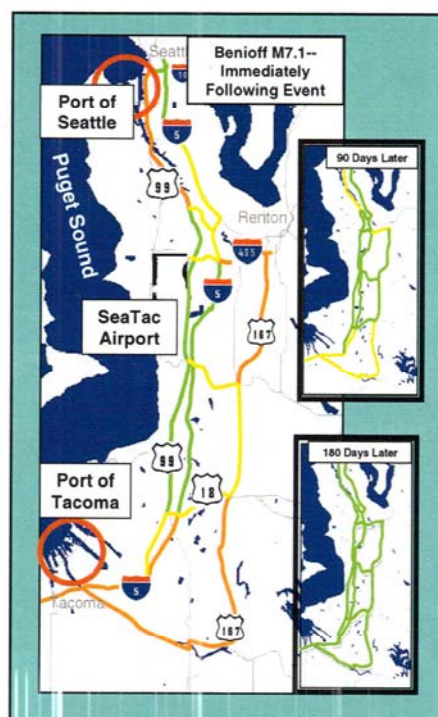 Seattle
Benioff M7.1--
Immediately
Following Event
Port of
Seattle
5
99
Puget Sound
90 Days Later
Renton
405
SeaTac
Airport
5
167
180 Days Later
99
18
Port of
Tacoma
5
Tacoma
167